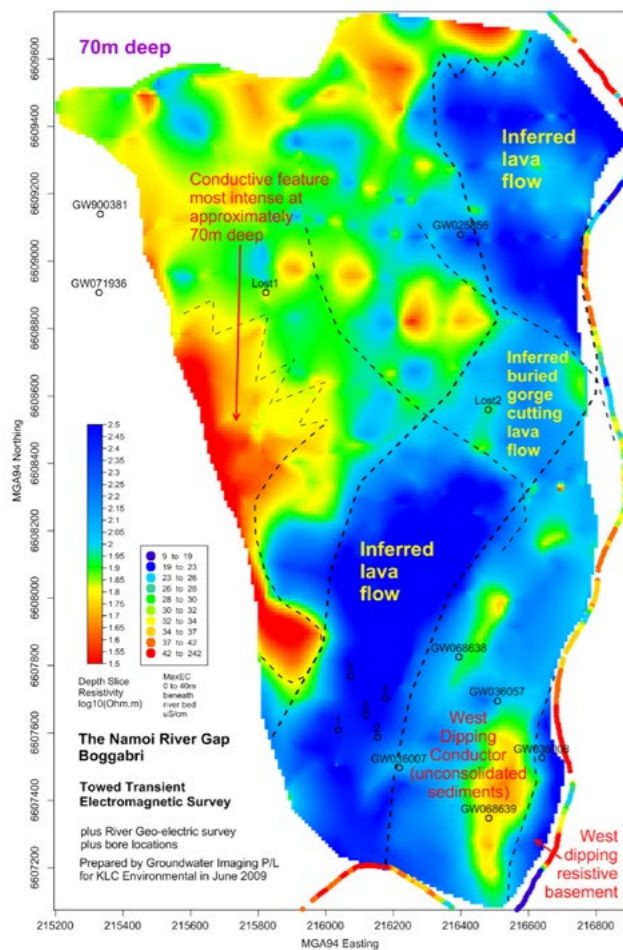 70m deep
6609600
6609400
6609200
6609000
6608800
6608600
6608400
6608200
6608000
6607800
6607600
6607400
6607200
MGA94 Northing
Inferred
lava
flow
Conductive feature
most intense at
approximately
70m deep
GW900381
GW025856
GW071936
Lost1
Inferred
buried
gorge
cutting
lava
flow
Lost2
2.5
2.45
2.4
2.35
2.3
2.25
2.2
2.15
2.1
2.05
2
1.95
1.9
1.85
1.8
1.75
1.7
1.65
1.6
1.55
1.5
Depth Slice
Resistivity
log10(Ohm.m)
9 to 19
19 to 23
23 to 26
26 to 28
28 to 30
30 to 32
32 to 34
34 to 37
37 to 42
42 to 242
MaxEC
0 to 40m
beneath
river bed
uS/cm
Inferred
lava
flow
GW068638
GW036057
West
Dipping
Conductor
(unconsolidated
sediments)
GW036008
GW036007
GW068639
West
dipping
resistive
basement
The Namoi River Gap
Boggabri
Towed Transient
Electromagnetic Survey
plus River Geo-electric survey
plus bore locations
Prepared by Groundwater Imaging P/L
for KLC Environmental in June 2009
215200 215400 215600 215800 216000 216200 216400 216600 216800
MGA94 Easting